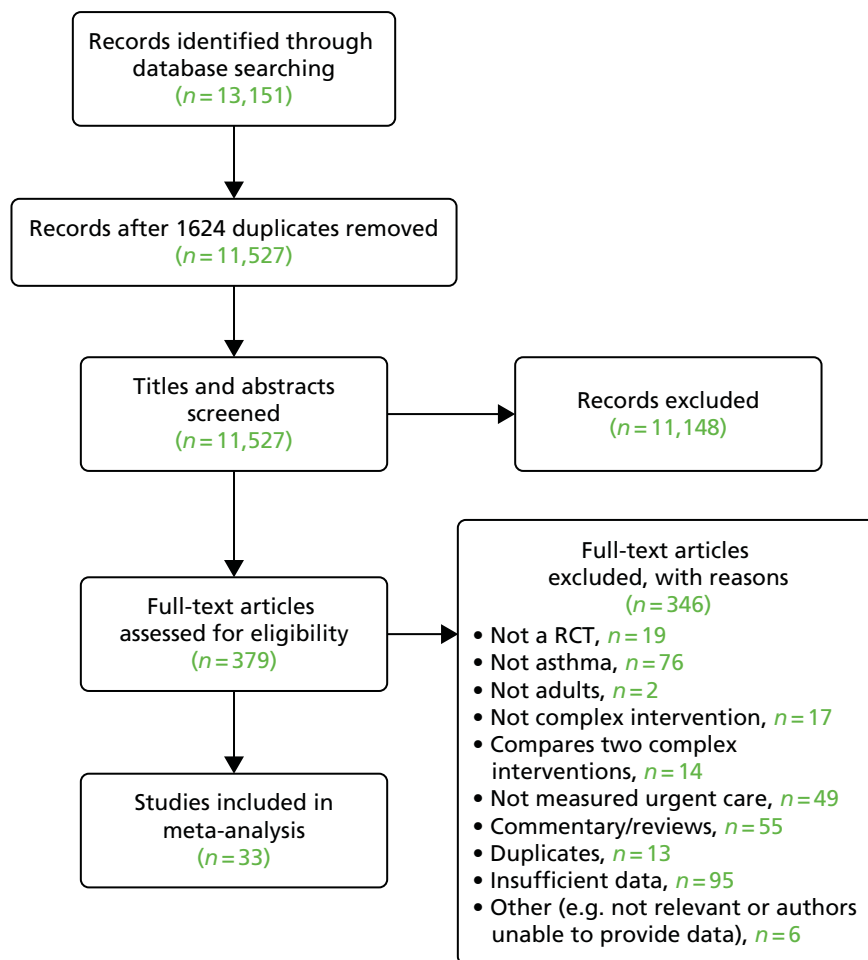 Records identified through
database searching
(n=13,151)
Records after 1624 duplicates removed
(n=11,527)
Titles and abstracts
screened
(n=11,527)
Records excluded
(n=11,148)
Full-text articles
assessed for eligibility
(n=379)
Full-text articles
excluded, with reasons
(n=346)
• Not a RCT, n=19
• Not asthma, n=76
• Not adults, n=2
• Not complex intervention, n=17
• Compares two complex
interventions, n=14
• Not measured urgent care, n=49
• Commentary/reviews, n=55
• Duplicates, n=13
• Insufficient data, n=95
• Other (e.g. not relevant or authors
unable to provide data), n=6
Studies included in
meta-analysis
(n=33)